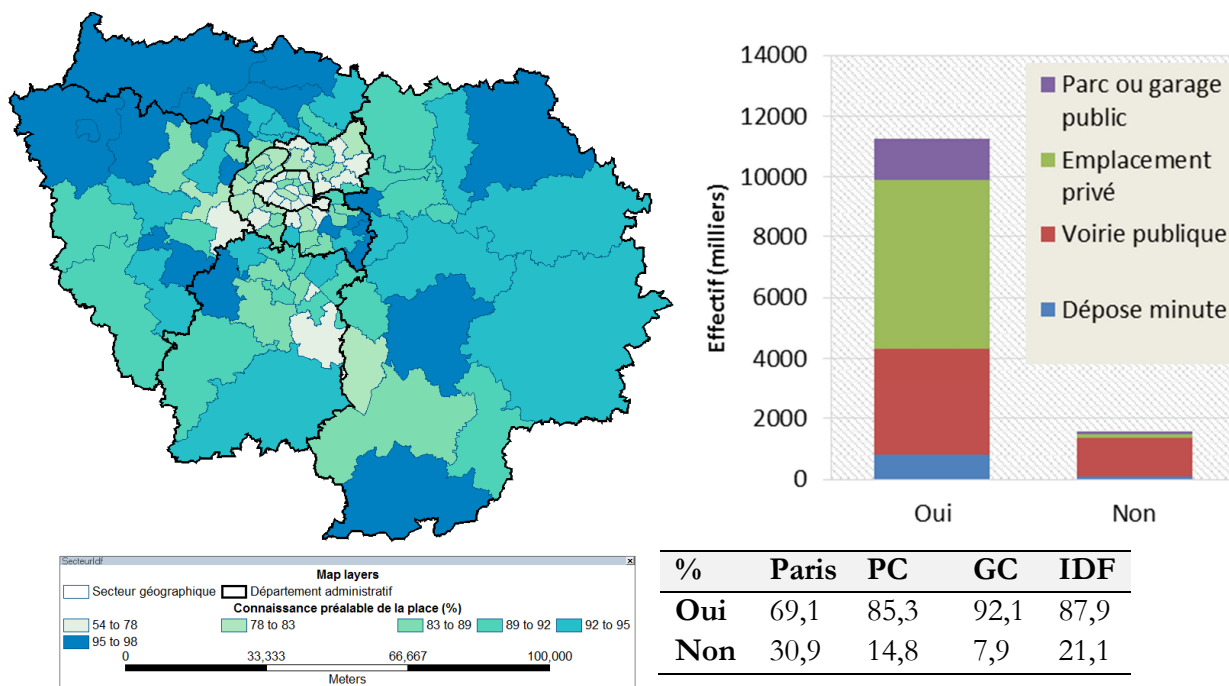 14000
12000
10000
8000
6000
4000
2000
0
Effectif (milliers)
Parc ou garage
public
Emplacement
privé
Voirie publique
Dépose minute
Oui Non
SecteurIdf x
Map layers
Secteur géographique Département administratif
Connaissance préalable de la place (%)
54 to 78 78 to 83 83 to 89 89 to 92 92 to 95
95 to 98
0 33,333 66,667 100,000
Meters
% Paris PC GC IDF
Oui 69,1 85,3 92,1 87,9
Non 30,9 14,8 7,9 21,1